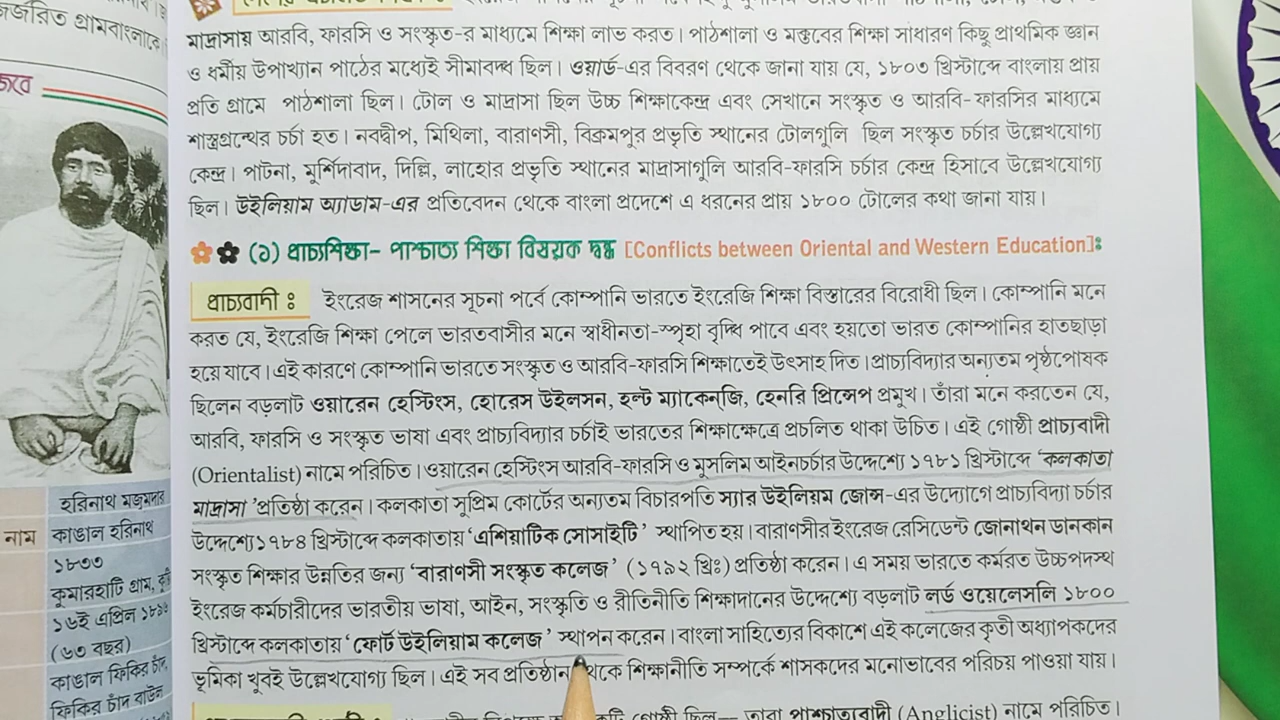 জর্জরিত গ্রামবাংলাকে
মাদ্রাসায় আরবি, ফারসি ও সংস্কৃত-র মাধ্যমে শিক্ষা লাভ করত। পাঠশালা ও মক্তবের শিক্ষা সাধারণ কিছু প্রাথমিক জ্ঞান
ও ধর্মীয় উপাখ্যান পাঠের মধ্যেই সীমাবদ্ধ ছিল। ওয়ার্ড-এর বিবরণ থেকে জানা যায় যে, ১৮০৩ খ্রিস্টাব্দে বাংলায় প্রায়
প্রতি গ্রামে পাঠশালা ছিল। টোল ও মাদ্রাসা ছিল উচ্চ শিক্ষাকেন্দ্র এবং সেখানে সংস্কৃত ও আরবি-ফারসির মাধ্যমে
শাস্ত্রগ্রন্থের চর্চা হত। নবদ্বীপ, মিথিলা, বারাণসী, বিক্রমপুর প্রভৃতি স্থানের টোলগুলি ছিল সংস্কৃত চর্চার উল্লেখযোগ্য
কেন্দ্র। পাটনা, মুর্শিদাবাদ, দিল্লি, লাহোর প্রভৃতি স্থানের মাদ্রাসাগুলি আরবি-ফারসি চর্চার কেন্দ্র হিসাবে উল্লেখযোগ্য
ছিল। উইলিয়াম অ্যাডাম-এর প্রতিবেদন থেকে বাংলা প্রদেশে এ ধরনের প্রায় ১৮০০ টোলের কথা জানা যায়।
(১) প্রাচ্যশিক্ষা- পাশ্চাত্য শিক্ষা বিষয়ক দ্বন্দ্ব [Conflicts between Oriental and Western Education]:
প্রাচ্যবাদী : ইংরেজ শাসনের সূচনা পর্বে কোম্পানি ভারতে ইংরেজি শিক্ষা বিস্তারের বিরোধী ছিল। কোম্পানি মনে
করত যে, ইংরেজি শিক্ষা পেলে ভারতবাসীর মনে স্বাধীনতা-স্পৃহা বৃদ্ধি পাবে এবং হয়তো ভারত কোম্পানির হাতছাড়া
হয়ে যাবে। এই কারণে কোম্পানি ভারতে সংস্কৃত ও আরবি-ফারসি শিক্ষাতেই উৎসাহ দিত। প্রাচ্যবিদ্যার অন্যতম পৃষ্ঠপোষক
ছিলেন বড়লাট ওয়ারেন হেস্টিংস, হোরেস উইলসন, হল্ট ম্যাকেন্‌জি, হেনরি প্রিন্সেপ প্রমুখ। তাঁরা মনে করতেন যে,
আরবি, ফারসি ও সংস্কৃত ভাষা এবং প্রাচ্যবিদ্যার চর্চাই ভারতের শিক্ষাক্ষেত্রে প্রচলিত থাকা উচিত। এই গোষ্ঠী প্রাচ্যবাদী
(Orientalist) নামে পরিচিত। ওয়ারেন হেস্টিংস আরবি-ফারসি ও মুসলিম আইনচর্চার উদ্দেশ্যে ১৭৮১ খ্রিস্টাব্দে ‘কলকাতা
মাদ্রাসা ’প্রতিষ্ঠা করেন। কলকাতা সুপ্রিম কোর্টের অন্যতম বিচারপতি স্যার উইলিয়ম জোন্স-এর উদ্যোগে প্রাচ্যবিদ্যা চর্চার
উদ্দেশ্যে১৭৮৪ খ্রিস্টাব্দে কলকাতায় ‘এশিয়াটিক সোসাইটি’ স্থাপিত হয়। বারাণসীর ইংরেজ রেসিডেন্ট জোনাথন ডানকান
সংস্কৃত শিক্ষার উন্নতির জন্য ‘বারাণসী সংস্কৃত কলেজ’ (১৭৯২ খ্রিঃ) প্রতিষ্ঠা করেন। এ সময় ভারতে কর্মরত উচ্চপদস্থ
ইংরেজ কর্মচারীদের ভারতীয় ভাষা, আইন, সংস্কৃতি ও রীতিনীতি শিক্ষাদানের উদ্দেশ্যে বড়লাট লর্ড ওয়েলেসলি ১৮০০
খ্রিস্টাব্দে কলকাতায় ‘ফোর্ট উইলিয়াম কলেজ’ স্থাপন করেন। বাংলা সাহিত্যের বিকাশে এই কলেজের কৃতী অধ্যাপকদের
ভূমিকা খুবই উল্লেখযোগ্য ছিল। এই সব প্রতিষ্ঠান থেকে শিক্ষানীতি সম্পর্কে শাসকদের মনোভাবের পরিচয় পাওয়া যায়।
গোষ্ঠী ছিল— তারা পাশ্চাত্যবাদী (Anglicist) নামে পরিচিত।
হরিনাথ মজুমদার
নাম কাঙাল হরিনাথ
১৮৩৩
কুমারহাটি গ্রাম,
১৬ই এপ্রিল
(৬৩ বছর)
কাঙাল ফিকির চাঁদ,
ফিকির চাঁদ বাউল